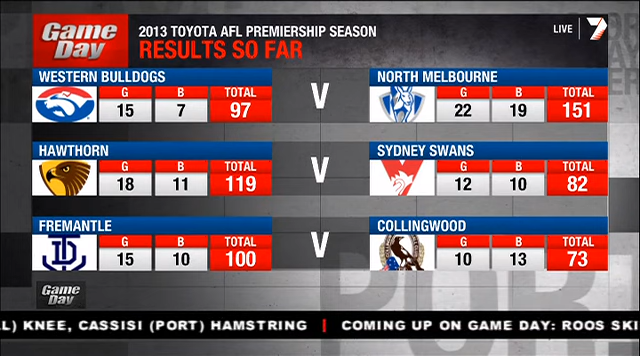 Game Day
2013 TOYOTA AFL PREMIERSHIP SEASON
RESULTS SO FAR
LIVE 7
WESTERN BULLDOGS
G B TOTAL
15 7 97
V
NORTH MELBOURNE
G B TOTAL
22 19 151
HAWTHORN
G B TOTAL
18 11 119
V
SYDNEY SWANS
G B TOTAL
12 10 82
FREMANTLE
G B TOTAL
15 10 100
V
COLLINGWOOD
G B TOTAL
10 13 73
Game Day
L) KNEE, CASSISI (PORT) HAMSTRING | COMING UP ON GAME DAY: ROOS SKI